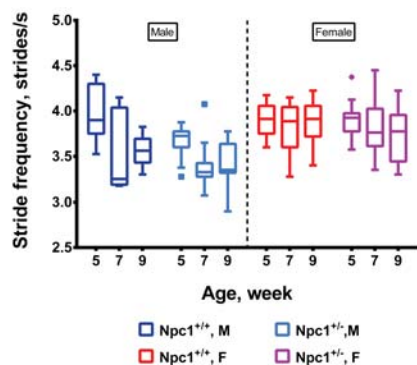 Stride frequency, strides/s
5.0
4.5
4.0
3.5
3.0
2.5
Male
Female
5 7 9 5 7 9 5 7 9 5 7 9
Age, week
Npc1+/+, M
Npc1+/-,M
Npc1+/+, F
Npc1+/-, F